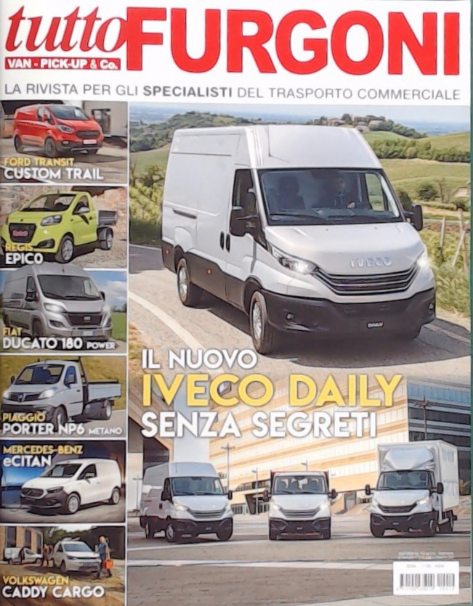 tutto FURGONI
VAN - PICK-UP & Co.
LA RIVISTA PER GLI SPECIALISTI DEL TRASPORTO COMMERCIALE
FORD TRANSIT
CUSTOM TRAIL
REGIS
EPICO
FIAT
DUCATO 180 POWER
PIAGGIO
PORTER NP6 METANO
MERCEDES-BENZ
eCITAN
VOLKSWAGEN
CADDY CARGO
IVECO
IL NUOVO
IVECO DAILY
SENZA SEGRETI